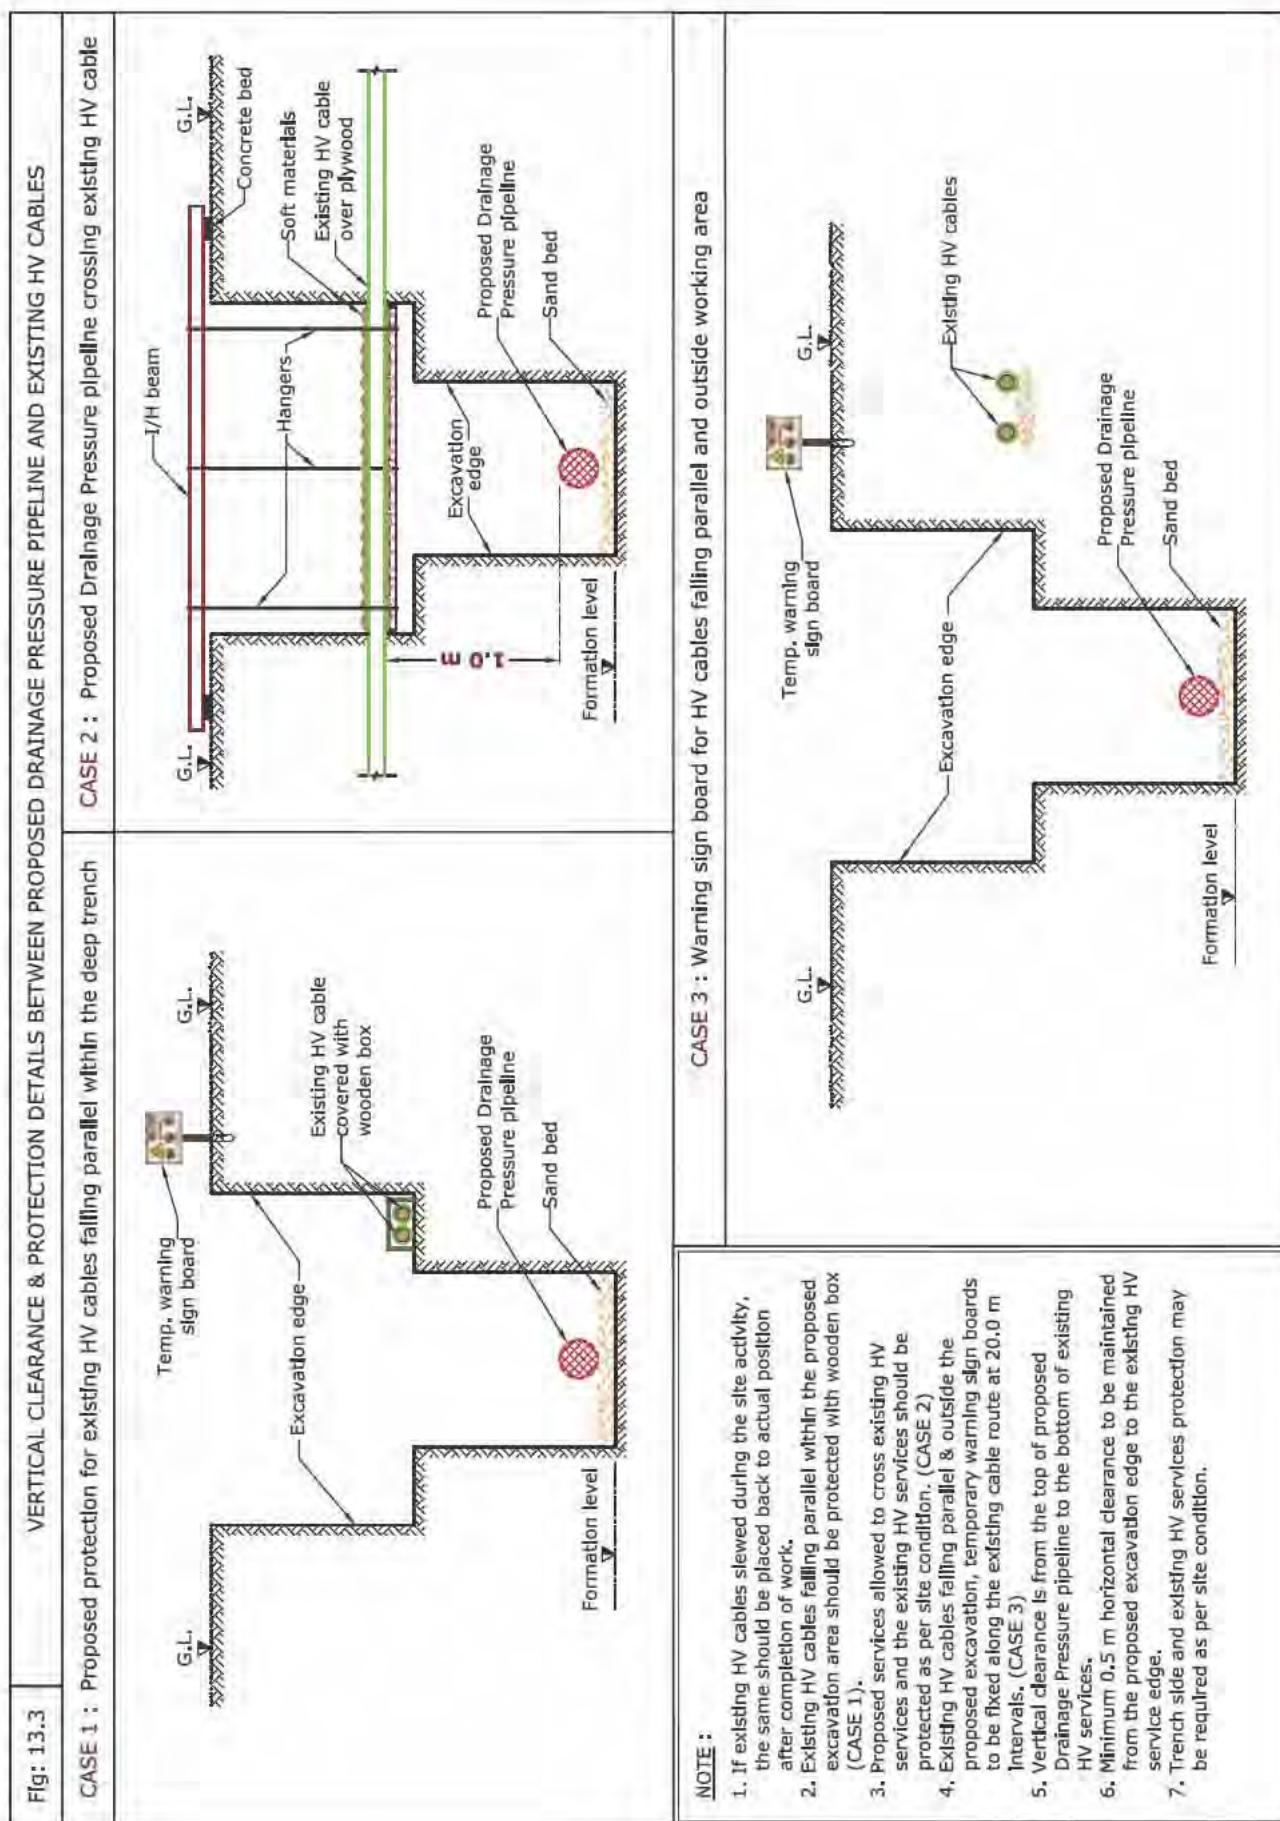 Fig: 13.3
VERTICAL CLEARANCE & PROTECTION DETAILS BETWEEN PROPOSED DRAINAGE PRESSURE PIPELINE AND EXISTING HV CABLES
CASE 1 : Proposed protection for existing HV cables falling parallel within the deep trench
G.L.
Temp. warning
sign board
G.L.
Excavation edge
Existing HV cable
covered with
wooden box
Proposed Drainage
Pressure pipeline
Sand bed
Formation level
CASE 2 : Proposed Drainage Pressure pipeline crossing existing HV cable
G.L.
I/H beam
G.L.
Concrete bed
Hangers
Soft materials
Existing HV cable
over plywood
1.0 m
Excavation
edge
Proposed Drainage
Pressure pipeline
Sand bed
Formation level
NOTE :
1. If existing HV cables slewed during the site activity,
the same should be placed back to actual position
after completion of work.
2. Existing HV cables falling parallel within the proposed
excavation area should be protected with wooden box
(CASE 1).
3. Proposed services allowed to cross existing HV
services and the existing HV services should be
protected as per site condition. (CASE 2)
4. Existing HV cables falling parallel & outside the
proposed excavation, temporary warning sign boards
to be fixed along the existing cable route at 20.0 m
intervals. (CASE 3)
5. Vertical clearance is from the top of proposed
Drainage Pressure pipeline to the bottom of existing
HV services.
6. Minimum 0.5 m horizontal clearance to be maintained
from the proposed excavation edge to the existing HV
service edge.
7. Trench side and existing HV services protection may
be required as per site condition.
CASE 3 : Warning sign board for HV cables falling parallel and outside working area
G.L.
Temp. warning
sign board
G.L.
Excavation edge
Existing HV cables
Proposed Drainage
Pressure pipeline
Sand bed
Formation level